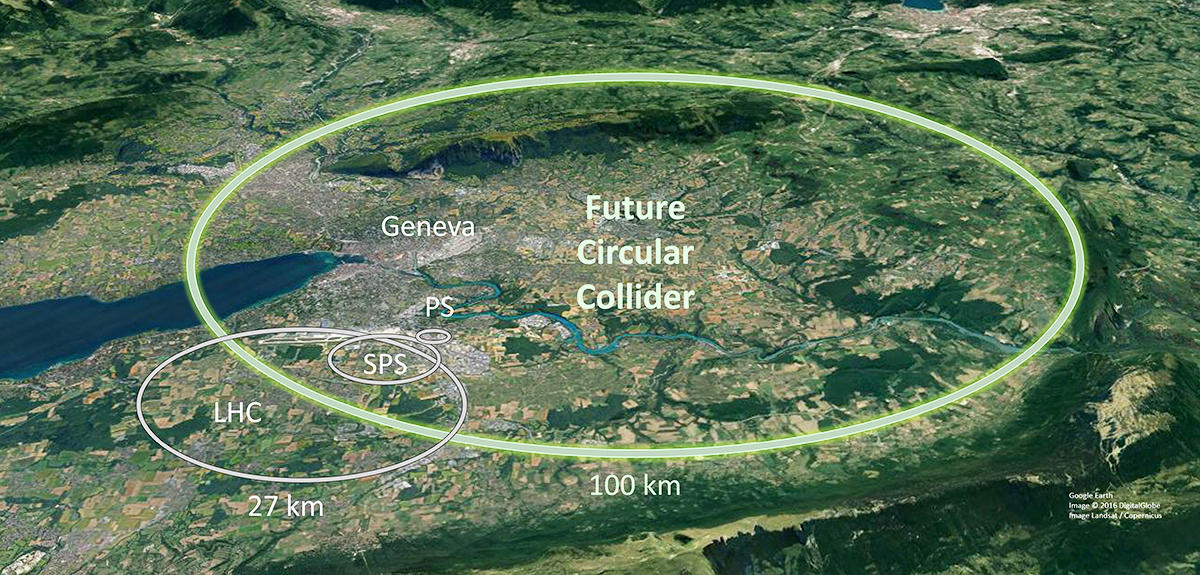 Future
Circular
Collider
Geneva
PS
SPS
LHC
27 km
100 km
Google Earth
Image © 2016 DigitalGlobe
Image Landsat / Copernicus